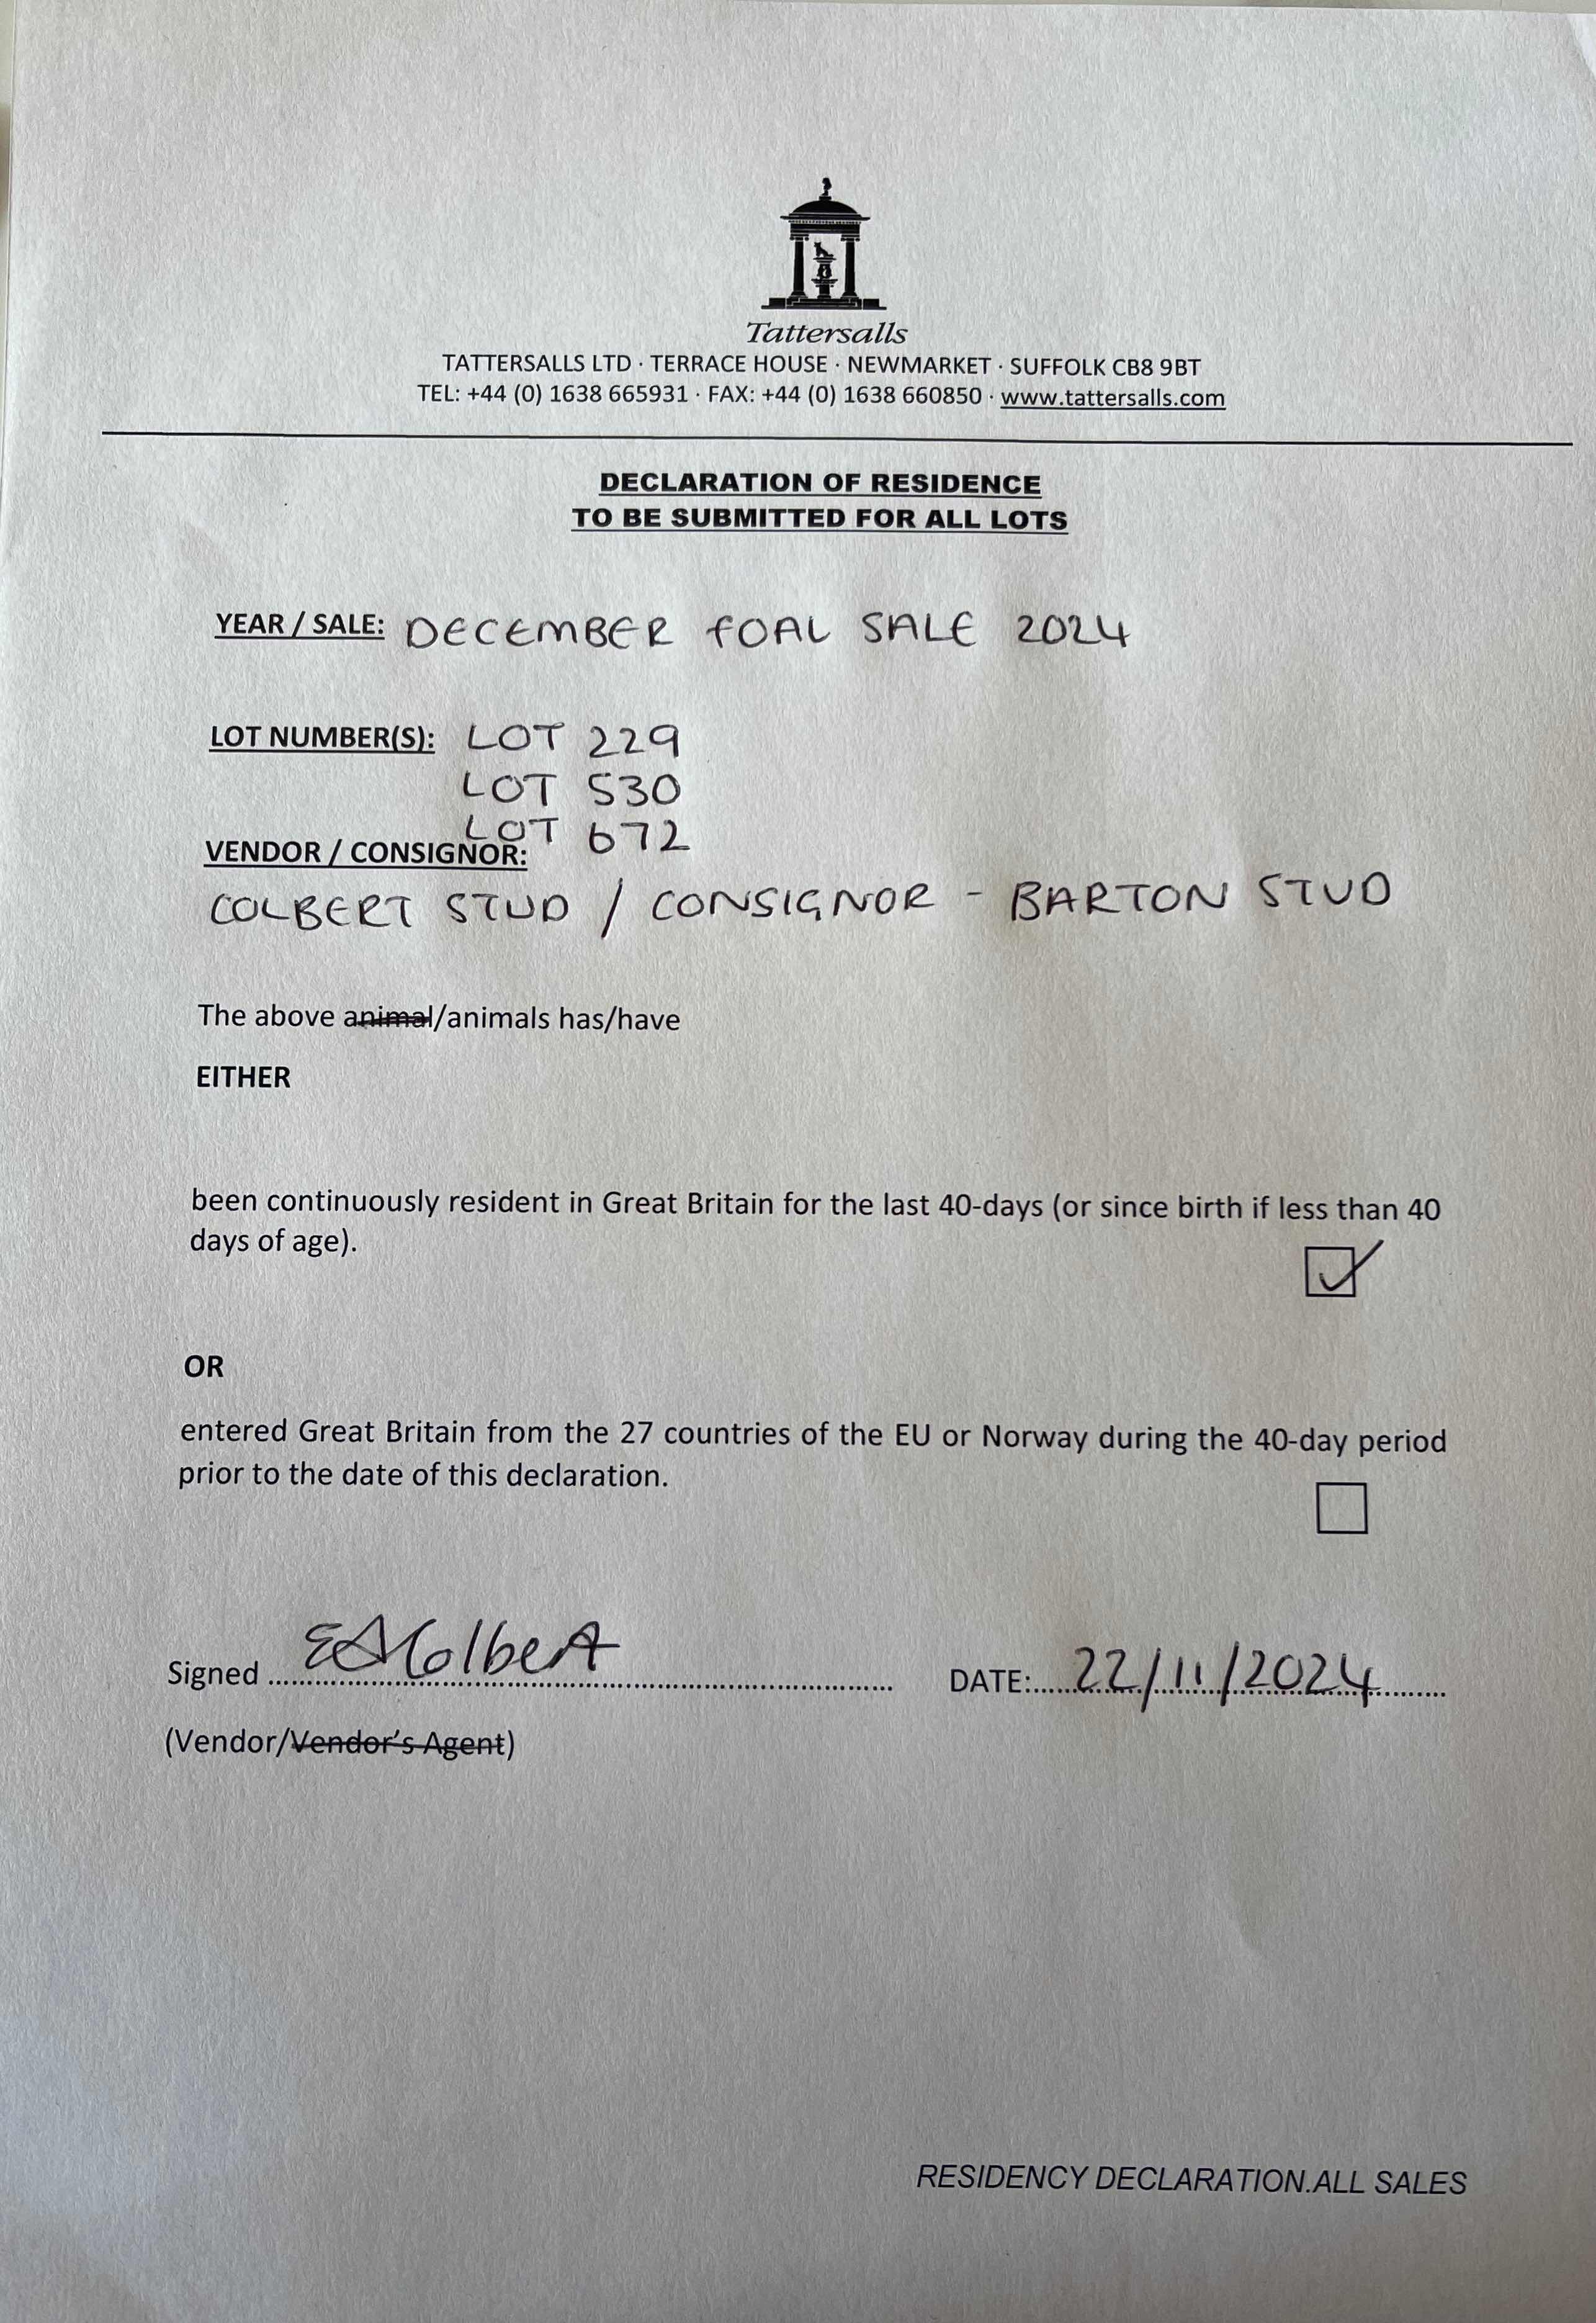 Tattersalls
TATTERSALLS LTD · TERRACE HOUSE · NEWMARKET · SUFFOLK CB8 9BT
TEL: +44 (0) 1638 665931 · FAX: +44 (0) 1638 660850 · www.tattersalls.com
DECLARATION OF RESIDENCE
TO BE SUBMITTED FOR ALL LOTS
YEAR / SALE: DECEMBER FOAL SALE 2024
LOT NUMBER(S): LOT 229
LOT 530
LOT 672
VENDOR / CONSIGNOR:
COLBERT STUD / CONSIGNOR - BARTON STUD
The above animal/animals has/have
EITHER
been continuously resident in Great Britain for the last 40-days (or since birth if less than 40
days of age).
OR
entered Great Britain from the 27 countries of the EU or Norway during the 40-day period
prior to the date of this declaration.
Signed ........ Colbert ........ DATE:..... 22/11/2024 ..........
(Vendor/Vendor's Agent)
RESIDENCY DECLARATION.ALL SALES